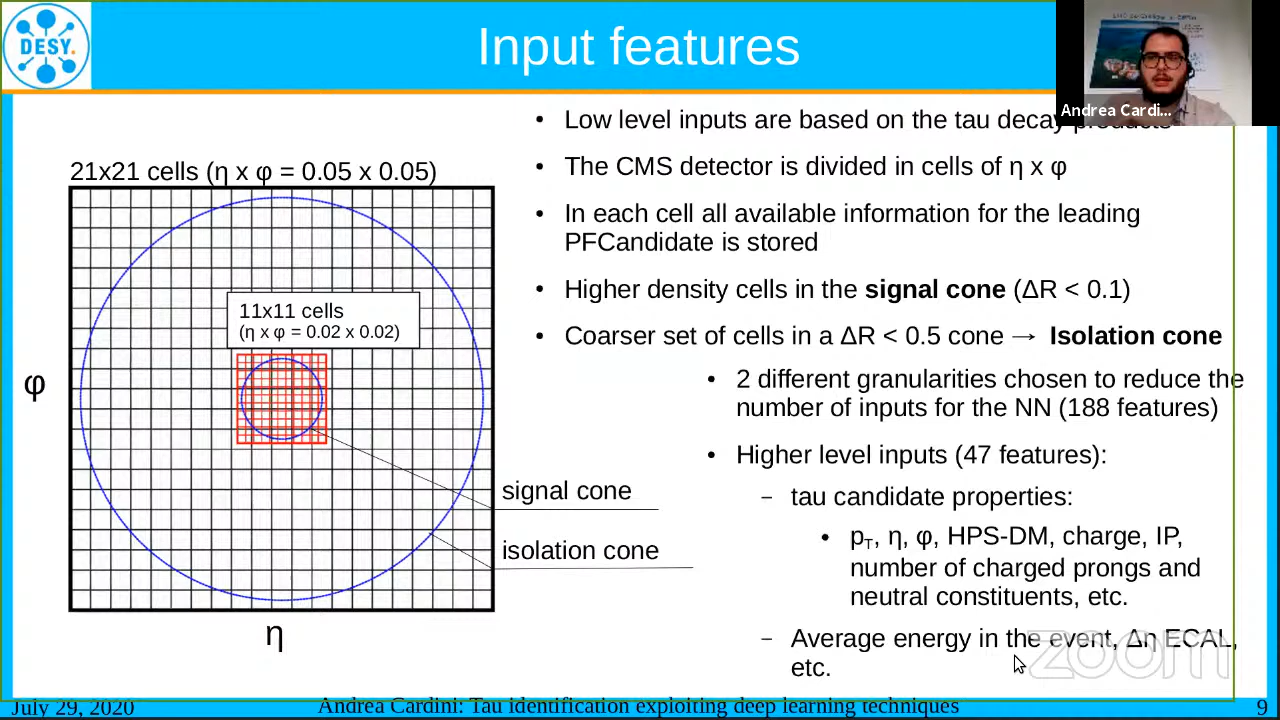 DESY.
Input features
Andrea Cardi...
Low level inputs are based on the tau decay products
21x21 cells (η x φ = 0.05 x 0.05)
• The CMS detector is divided in cells of η x φ
• In each cell all available information for the leading
PFCandidate is stored
• Higher density cells in the signal cone (ΔR < 0.1)
• Coarser set of cells in a ΔR < 0.5 cone → Isolation cone
• 2 different granularities chosen to reduce the
number of inputs for the NN (188 features)
• Higher level inputs (47 features):
– tau candidate properties:
• pT, η, φ, HPS-DM, charge, IP,
number of charged prongs and
neutral constituents, etc.
– Average energy in the event, Δη ECAL,
etc.
11x11 cells
(η x φ = 0.02 x 0.02)
φ
signal cone
isolation cone
η
zoom
July 29, 2020
Andrea Cardini: Tau identification exploiting deep learning techniques
9